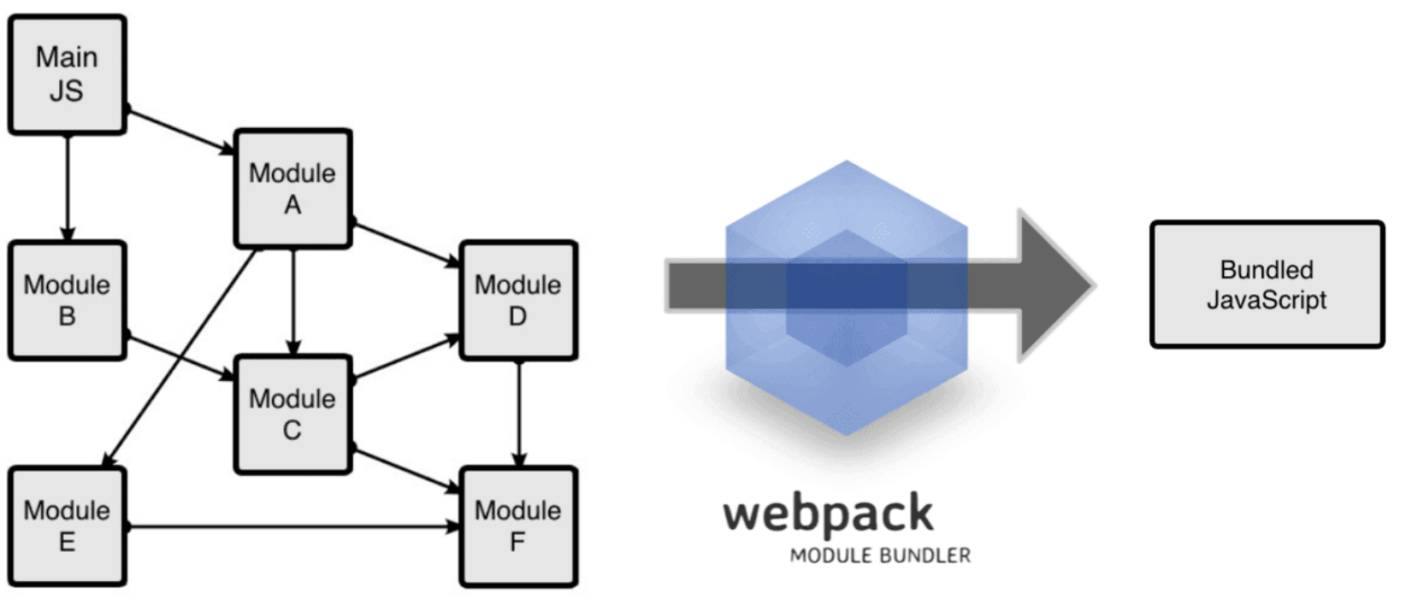 Main
JS
Module
A
Module
B
Module
D
Module
C
Module
E
Module
F
webpack
MODULE BUNDLER
Bundled
JavaScript